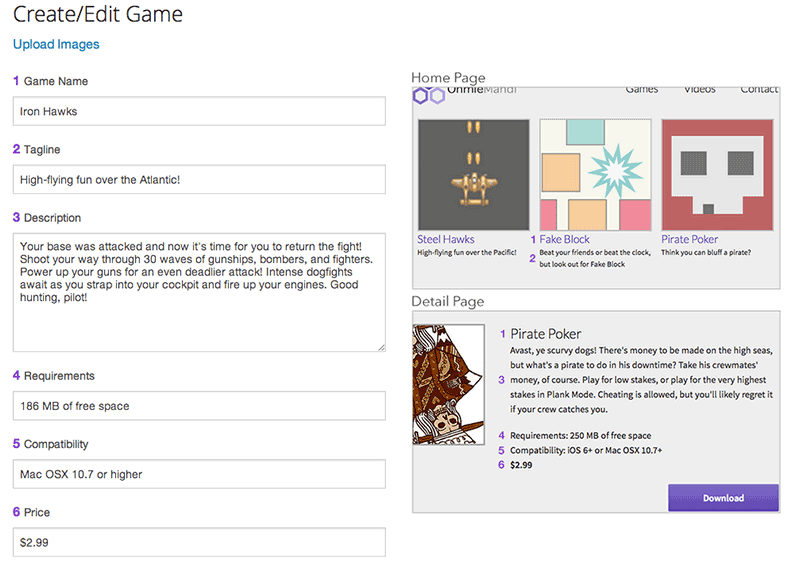 Create/Edit Game
Upload Images
1 Game Name
Iron Hawks
2 Tagline
High-flying fun over the Atlantic!
3 Description
Your base was attacked and now it's time for you to return the fight!
Shoot your way through 30 waves of gunships, bombers, and fighters.
Power up your guns for an even deadlier attack! Intense dogfights
await as you strap into your cockpit and fire up your engines. Good
hunting, pilot!
4 Requirements
186 MB of free space
5 Compatibility
Mac OSX 10.7 or higher
6 Price
$2.99
Home Page
Games Videos Contact
Steel Hawks
High-flying fun over the Pacific!
1 Fake Block
2 Beat your friends or beat the clock,
but look out for Fake Block
Pirate Poker
Think you can bluff a pirate?
Detail Page
1 Pirate Poker
Avast, ye scurvy dogs! There's money to be made on the high seas,
but what's a pirate to do in his downtime? Take his crewmates'
3 money, of course. Play for low stakes, or play for the very highest
stakes in Plank Mode. Cheating is allowed, but you'll likely regret it
if your crew catches you.
4 Requirements: 250 MB of free space
5 Compatibility: iOS 6+ or Mac OSX 10.7+
6 $2.99
Download